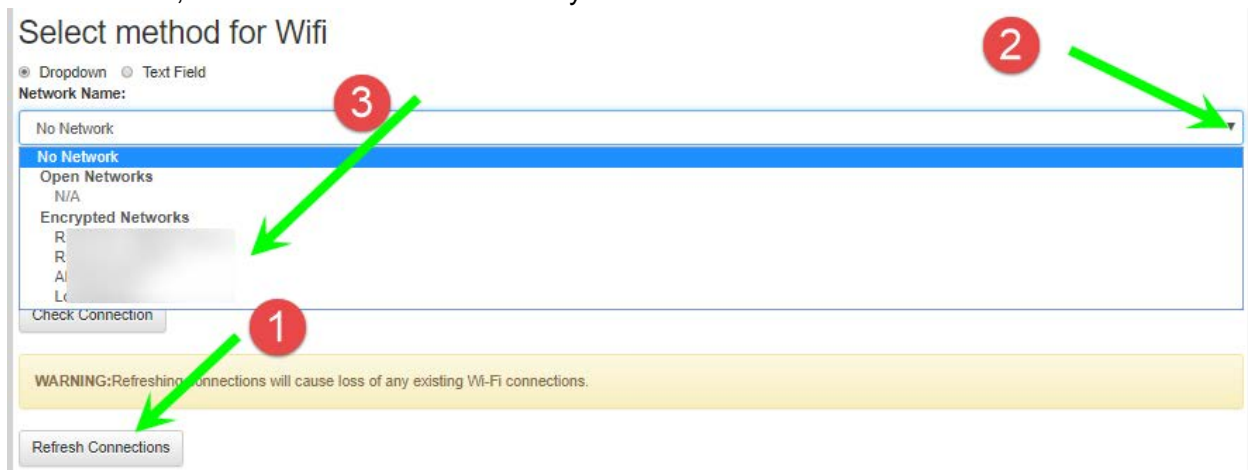 Select method for Wifi
2
Dropdown Text Field
Network Name:
3
No Network
No Network
Open Networks
N/A
Encrypted Networks
R
R
Check Connection
1
WARNING:Refreshing connections will cause loss of any existing Wi-Fi connections.
Refresh Connections